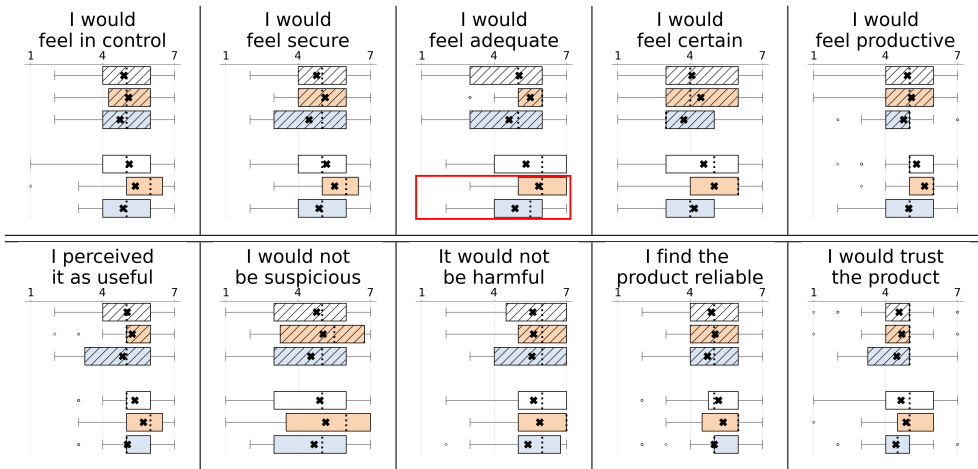 I would
feel in control
1 4 7
I would
feel secure
1 4 7
I would
feel adequate
1 4 7
I would
feel certain
1 4 7
I would
feel productive
1 4 7
I perceived
it as useful
1 4 7
I would not
be suspicious
1 4 7
It would not
be harmful
1 4 7
I find the
product reliable
1 4 7
I would trust
the product
1 4 7